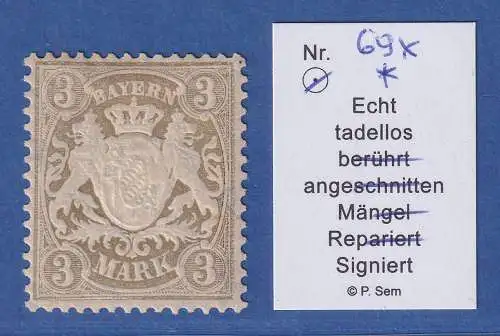 3 BAYERN 3
3 MARK 3
Nr. 69x
*
Echt
tadellos
berührt
angeschnitten
Mängel
Repariert
Signiert
© P. Sem